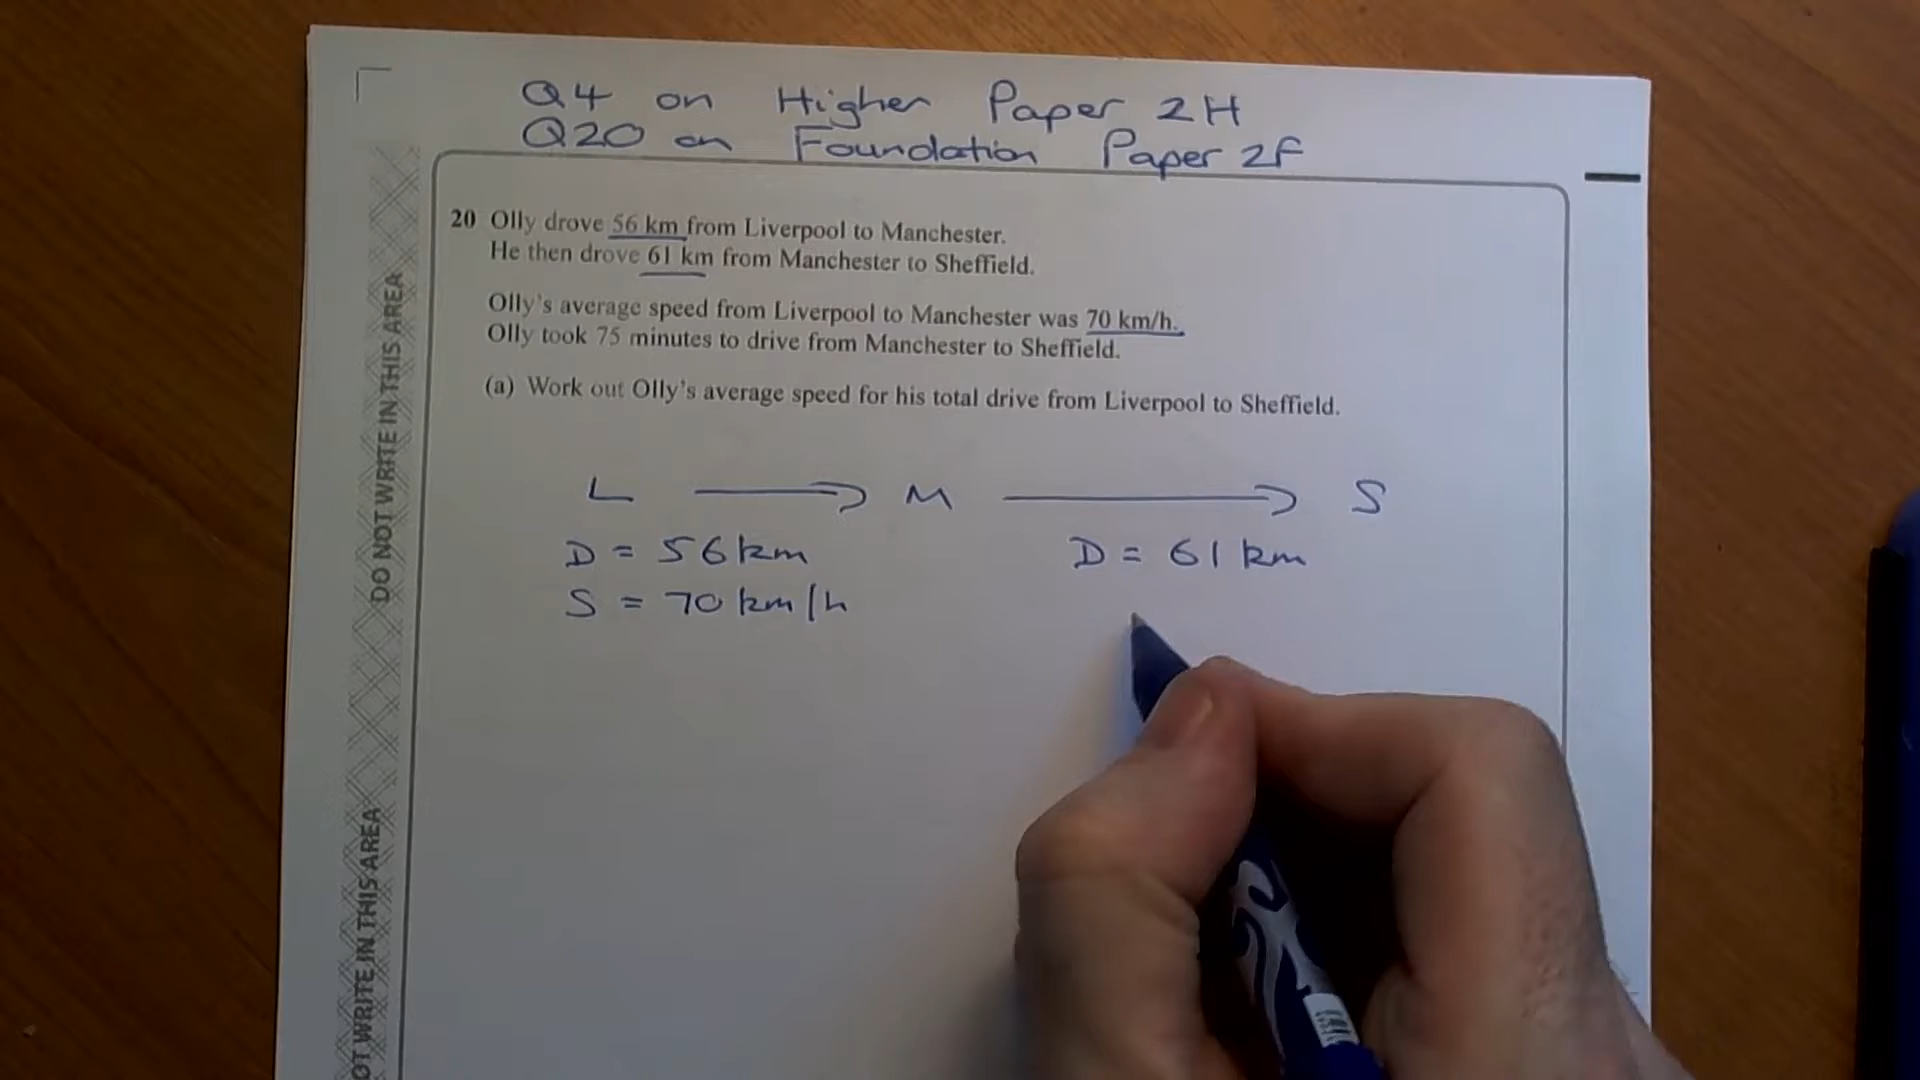 Q4 on Higher Paper 2H
Q20 on Foundation Paper 2F
20 Olly drove 56 km from Liverpool to Manchester.
He then drove 61 km from Manchester to Sheffield.
Olly's average speed from Liverpool to Manchester was 70 km/h.
Olly took 75 minutes to drive from Manchester to Sheffield.
(a) Work out Olly's average speed for his total drive from Liverpool to Sheffield.
L M S
D = 56 km D = 61 km
S = 70 km/h
DO NOT WRITE IN THIS AREA
OT WRITE IN THIS AREA